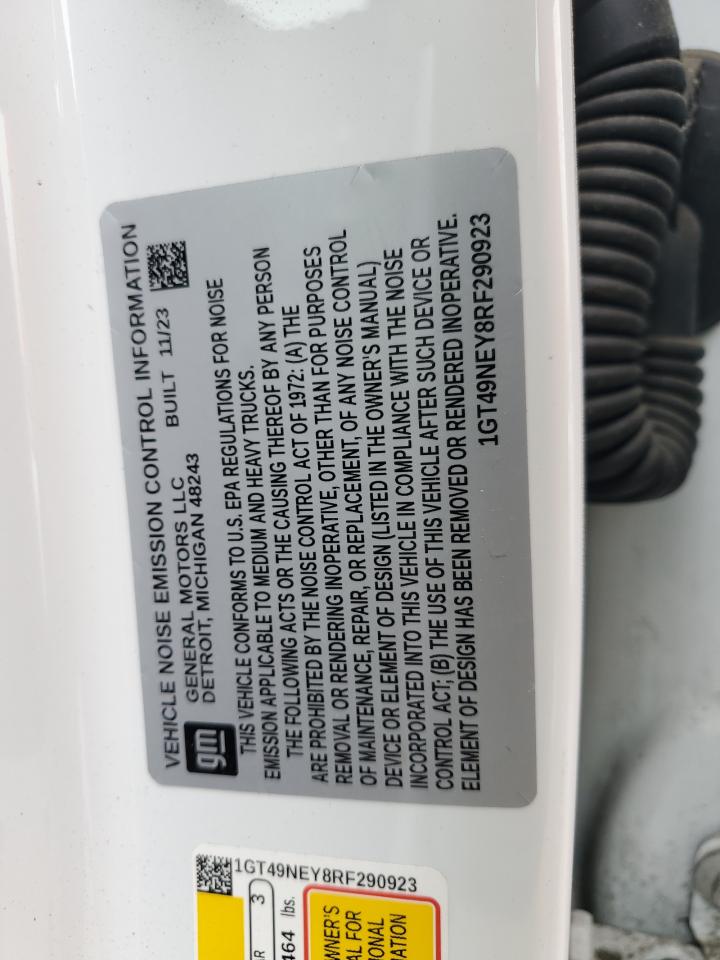 VEHICLE NOISE EMISSION CONTROL INFORMATION
gm
GENERAL MOTORS LLC BUILT 11/23
DETROIT, MICHIGAN 48243
THIS VEHICLE CONFORMS TO U.S. EPA REGULATIONS FOR NOISE
EMISSION APPLICABLE TO MEDIUM AND HEAVY TRUCKS.
THE FOLLOWING ACTS OR THE CAUSING THEREOF BY ANY PERSON
ARE PROHIBITED BY THE NOISE CONTROL ACT OF 1972: (A) THE
REMOVAL OR RENDERING INOPERATIVE, OTHER THAN FOR PURPOSES
OF MAINTENANCE, REPAIR, OR REPLACEMENT, OF ANY NOISE CONTROL
DEVICE OR ELEMENT OF DESIGN (LISTED IN THE OWNER'S MANUAL)
INCORPORATED INTO THIS VEHICLE IN COMPLIANCE WITH THE NOISE
CONTROL ACT; (B) THE USE OF THIS VEHICLE AFTER SUCH DEVICE OR
ELEMENT OF DESIGN HAS BEEN REMOVED OR RENDERED INOPERATIVE.
1GT49NEY8RF290923
1GT49NEY8RF290923
3
464 lbs.